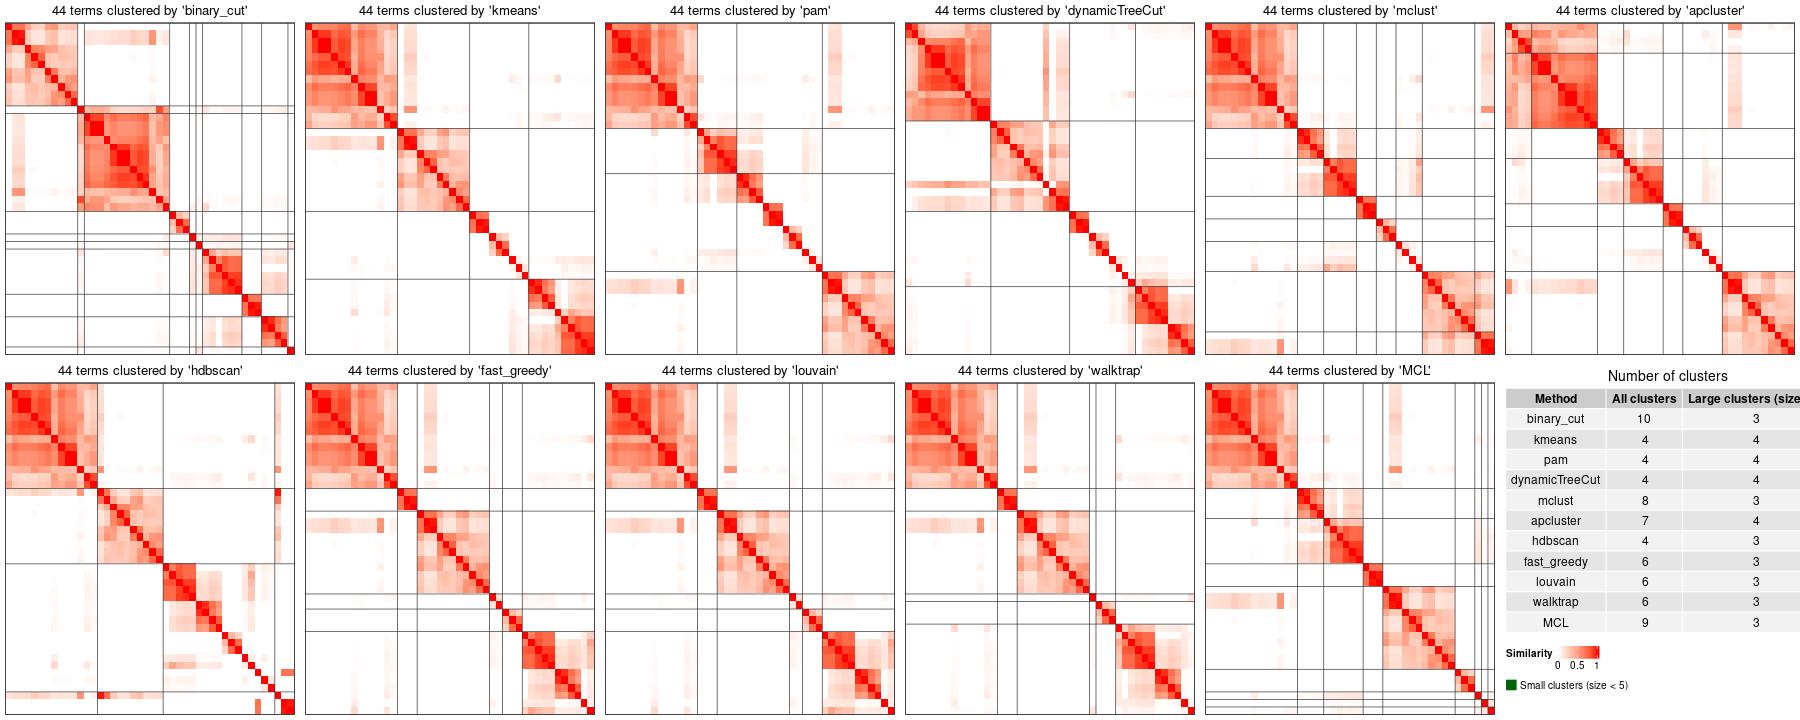 44 terms clustered by 'binary_cut'
44 terms clustered by 'kmeans'
44 terms clustered by 'pam'
44 terms clustered by 'dynamicTreeCut'
44 terms clustered by 'mclust'
44 terms clustered by 'apcluster'
44 terms clustered by 'hdbscan'
44 terms clustered by 'fast_greedy'
44 terms clustered by 'louvain'
44 terms clustered by 'walktrap'
44 terms clustered by 'MCL'
Number of clusters
Method All clusters Large clusters (size
binary_cut 10 3
kmeans 4 4
pam 4 4
dynamicTreeCut 4 4
mclust 8 3
apcluster 7 4
hdbscan 4 3
fast_greedy 6 3
louvain 6 3
walktrap 6 3
MCL 9 3
Similarity
0 0.5 1
Small clusters (size < 5)